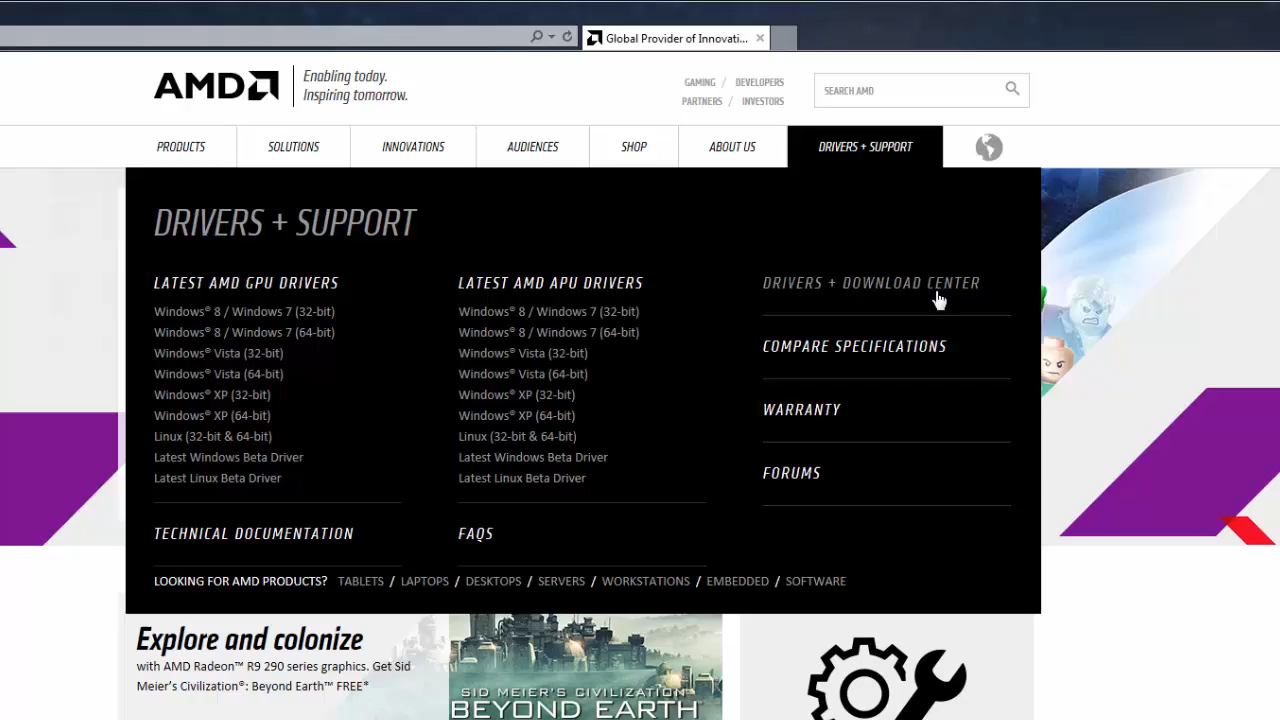 Global Provider of Innovati...
AMD
Enabling today.
Inspiring tomorrow.
GAMING / DEVELOPERS
PARTNERS / INVESTORS
SEARCH AMD
PRODUCTS
SOLUTIONS
INNOVATIONS
AUDIENCES
SHOP
ABOUT US
DRIVERS + SUPPORT
DRIVERS + SUPPORT
LATEST AMD GPU DRIVERS
Windows® 8 / Windows 7 (32-bit)
Windows® 8 / Windows 7 (64-bit)
Windows® Vista (32-bit)
Windows® Vista (64-bit)
Windows® XP (32-bit)
Windows® XP (64-bit)
Linux (32-bit & 64-bit)
Latest Windows Beta Driver
Latest Linux Beta Driver
TECHNICAL DOCUMENTATION
LATEST AMD APU DRIVERS
Windows® 8 / Windows 7 (32-bit)
Windows® 8 / Windows 7 (64-bit)
Windows® Vista (32-bit)
Windows® Vista (64-bit)
Windows® XP (32-bit)
Windows® XP (64-bit)
Linux (32-bit & 64-bit)
Latest Windows Beta Driver
Latest Linux Beta Driver
FAQS
DRIVERS + DOWNLOAD CENTER
COMPARE SPECIFICATIONS
WARRANTY
FORUMS
LOOKING FOR AMD PRODUCTS? TABLETS / LAPTOPS / DESKTOPS / SERVERS / WORKSTATIONS / EMBEDDED / SOFTWARE
Explore and colonize
with AMD Radeon™ R9 290 series graphics. Get Sid
Meier's Civilization®: Beyond Earth™ FREE*
SID MEIER'S CIVILIZATION
BEYOND EARTH™